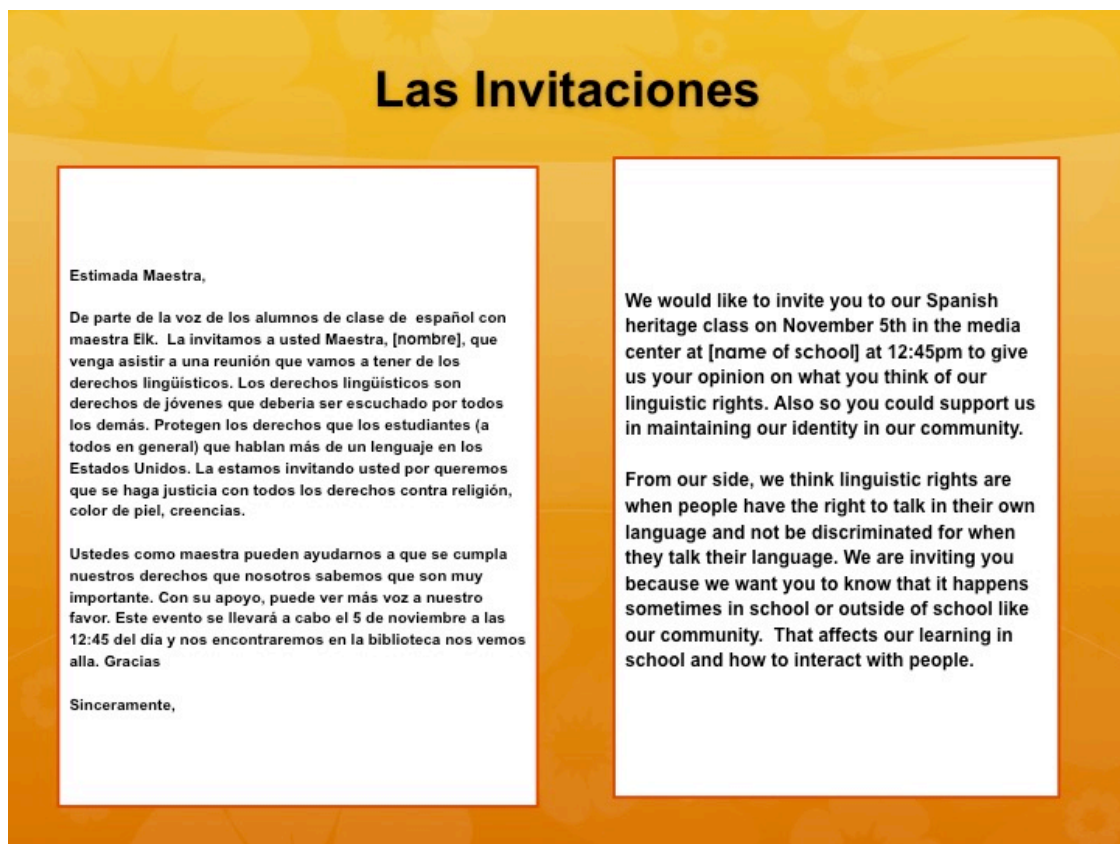 Las Invitaciones
Estimada Maestra,
De parte de la voz de los alumnos de clase de español con
maestra Elk. La invitamos a usted Maestra, [nombre], que
venga asistir a una reunión que vamos a tener de los
derechos lingüísticos. Los derechos lingüísticos son
derechos de jóvenes que deberia ser escuchado por todos
los demás. Protegen los derechos que los estudiantes (a
todos en general) que hablan más de un lenguaje en los
Estados Unidos. La estamos invitando usted por queremos
que se haga justicia con todos los derechos contra religión,
color de piel, creencias.
Ustedes como maestra pueden ayudarnos a que se cumpla
nuestros derechos que nosotros sabemos que son muy
importante. Con su apoyo, puede ver más voz a nuestro
favor. Este evento se llevará a cabo el 5 de noviembre a las
12:45 del día y nos encontraremos en la biblioteca nos vemos
alla. Gracias
Sinceramente,
We would like to invite you to our Spanish
heritage class on November 5th in the media
center at [name of school] at 12:45pm to give
us your opinion on what you think of our
linguistic rights. Also so you could support us
in maintaining our identity in our community.
From our side, we think linguistic rights are
when people have the right to talk in their own
language and not be discriminated for when
they talk their language. We are inviting you
because we want you to know that it happens
sometimes in school or outside of school like
our community. That affects our learning in
school and how to interact with people.